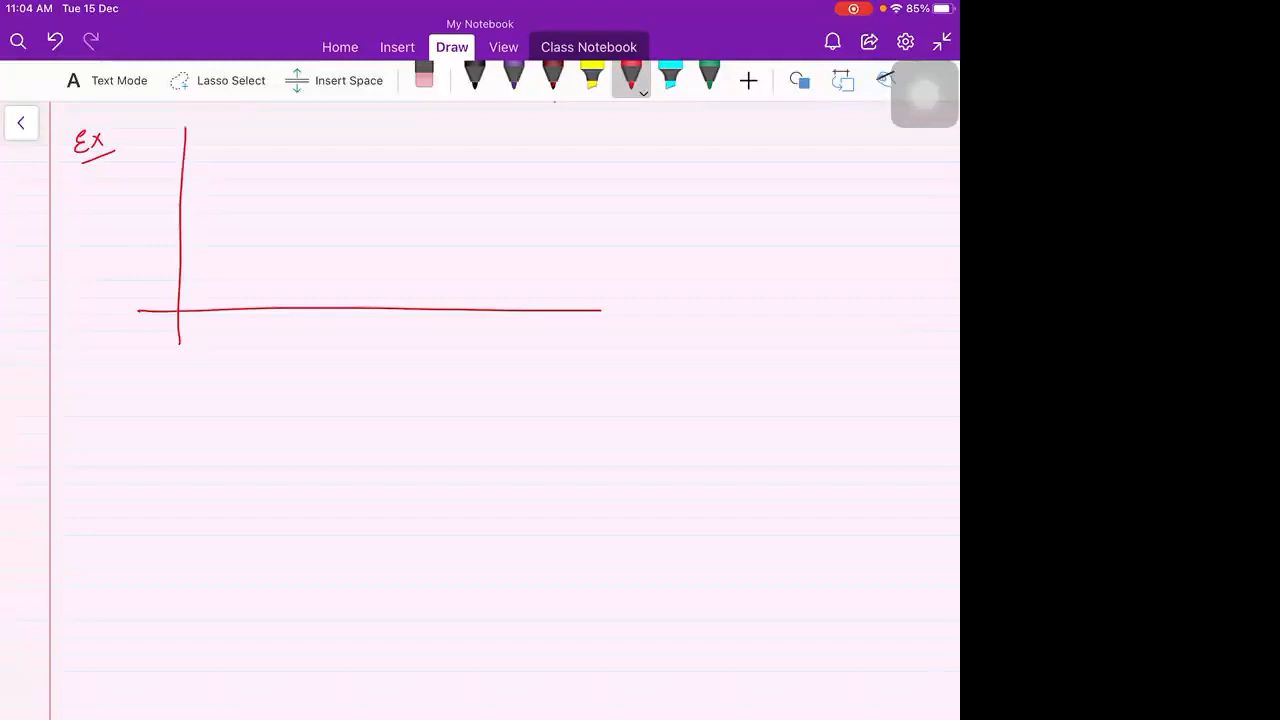 11:04 AM Tue 15 Dec 85%
My Notebook
Home Insert Draw View Class Notebook
A Text Mode Lasso Select Insert Space
Ex